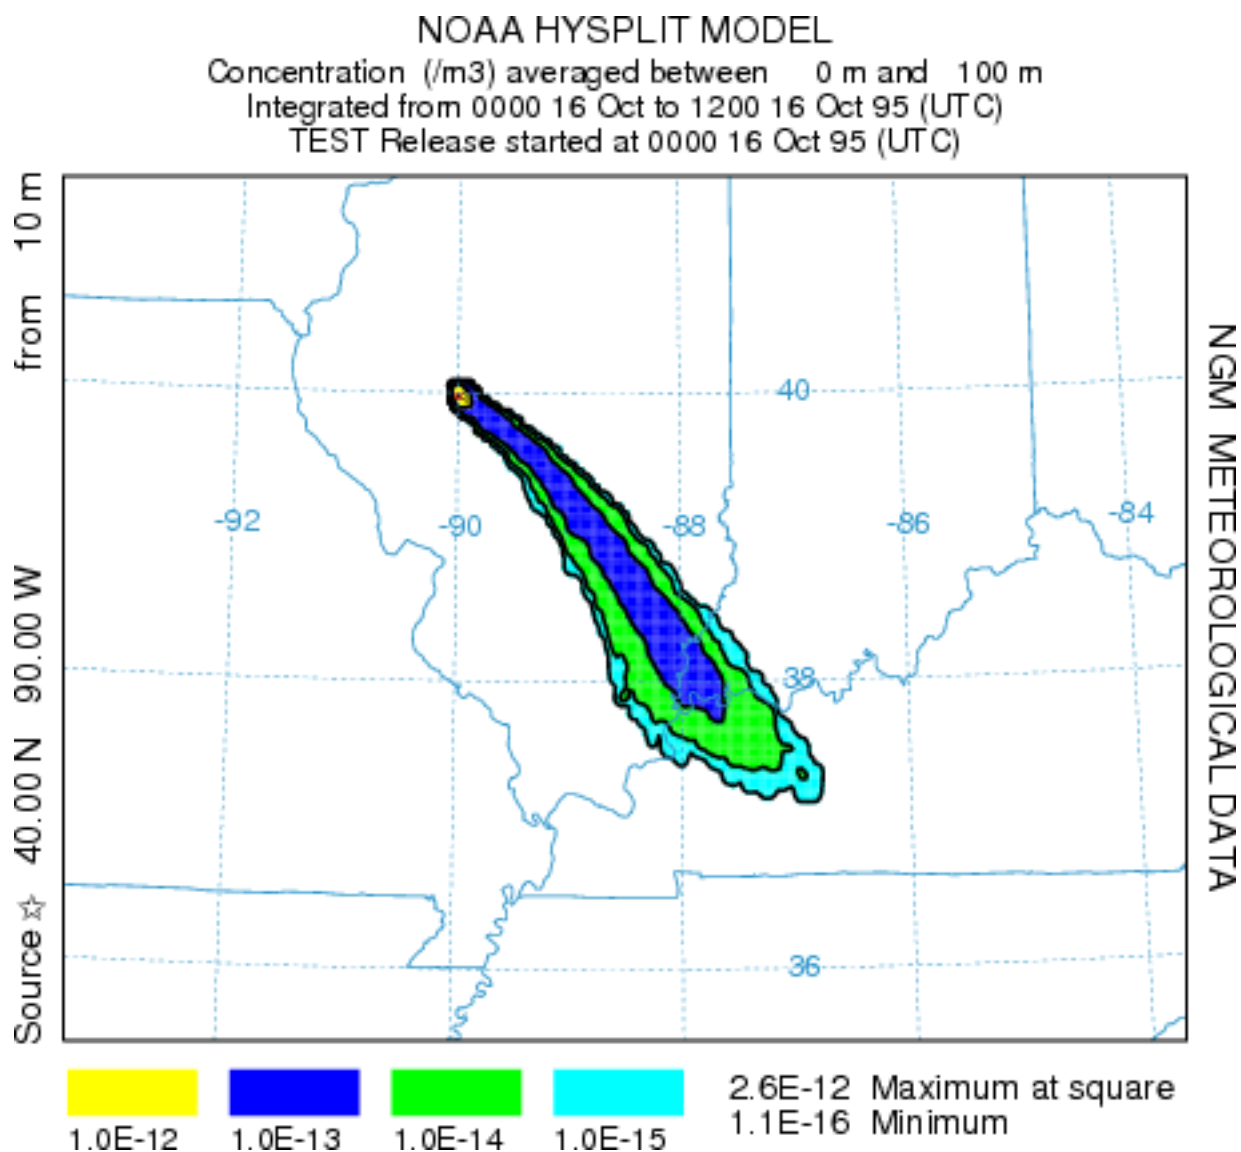 NOAA HYSPLIT MODEL
Concentration (/m3) averaged between 0 m and 100 m
Integrated from 0000 16 Oct to 1200 16 Oct 95 (UTC)
TEST Release started at 0000 16 Oct 95 (UTC)
Source ☆ 40.00 N 90.00 W from 10 m
40
-92
-90
-88
-86
-84
38
36
NGM METEOROLOGICAL DATA
1.0E-12
1.0E-13
1.0E-14
1.0E-15
2.6E-12 Maximum at square
1.1E-16 Minimum